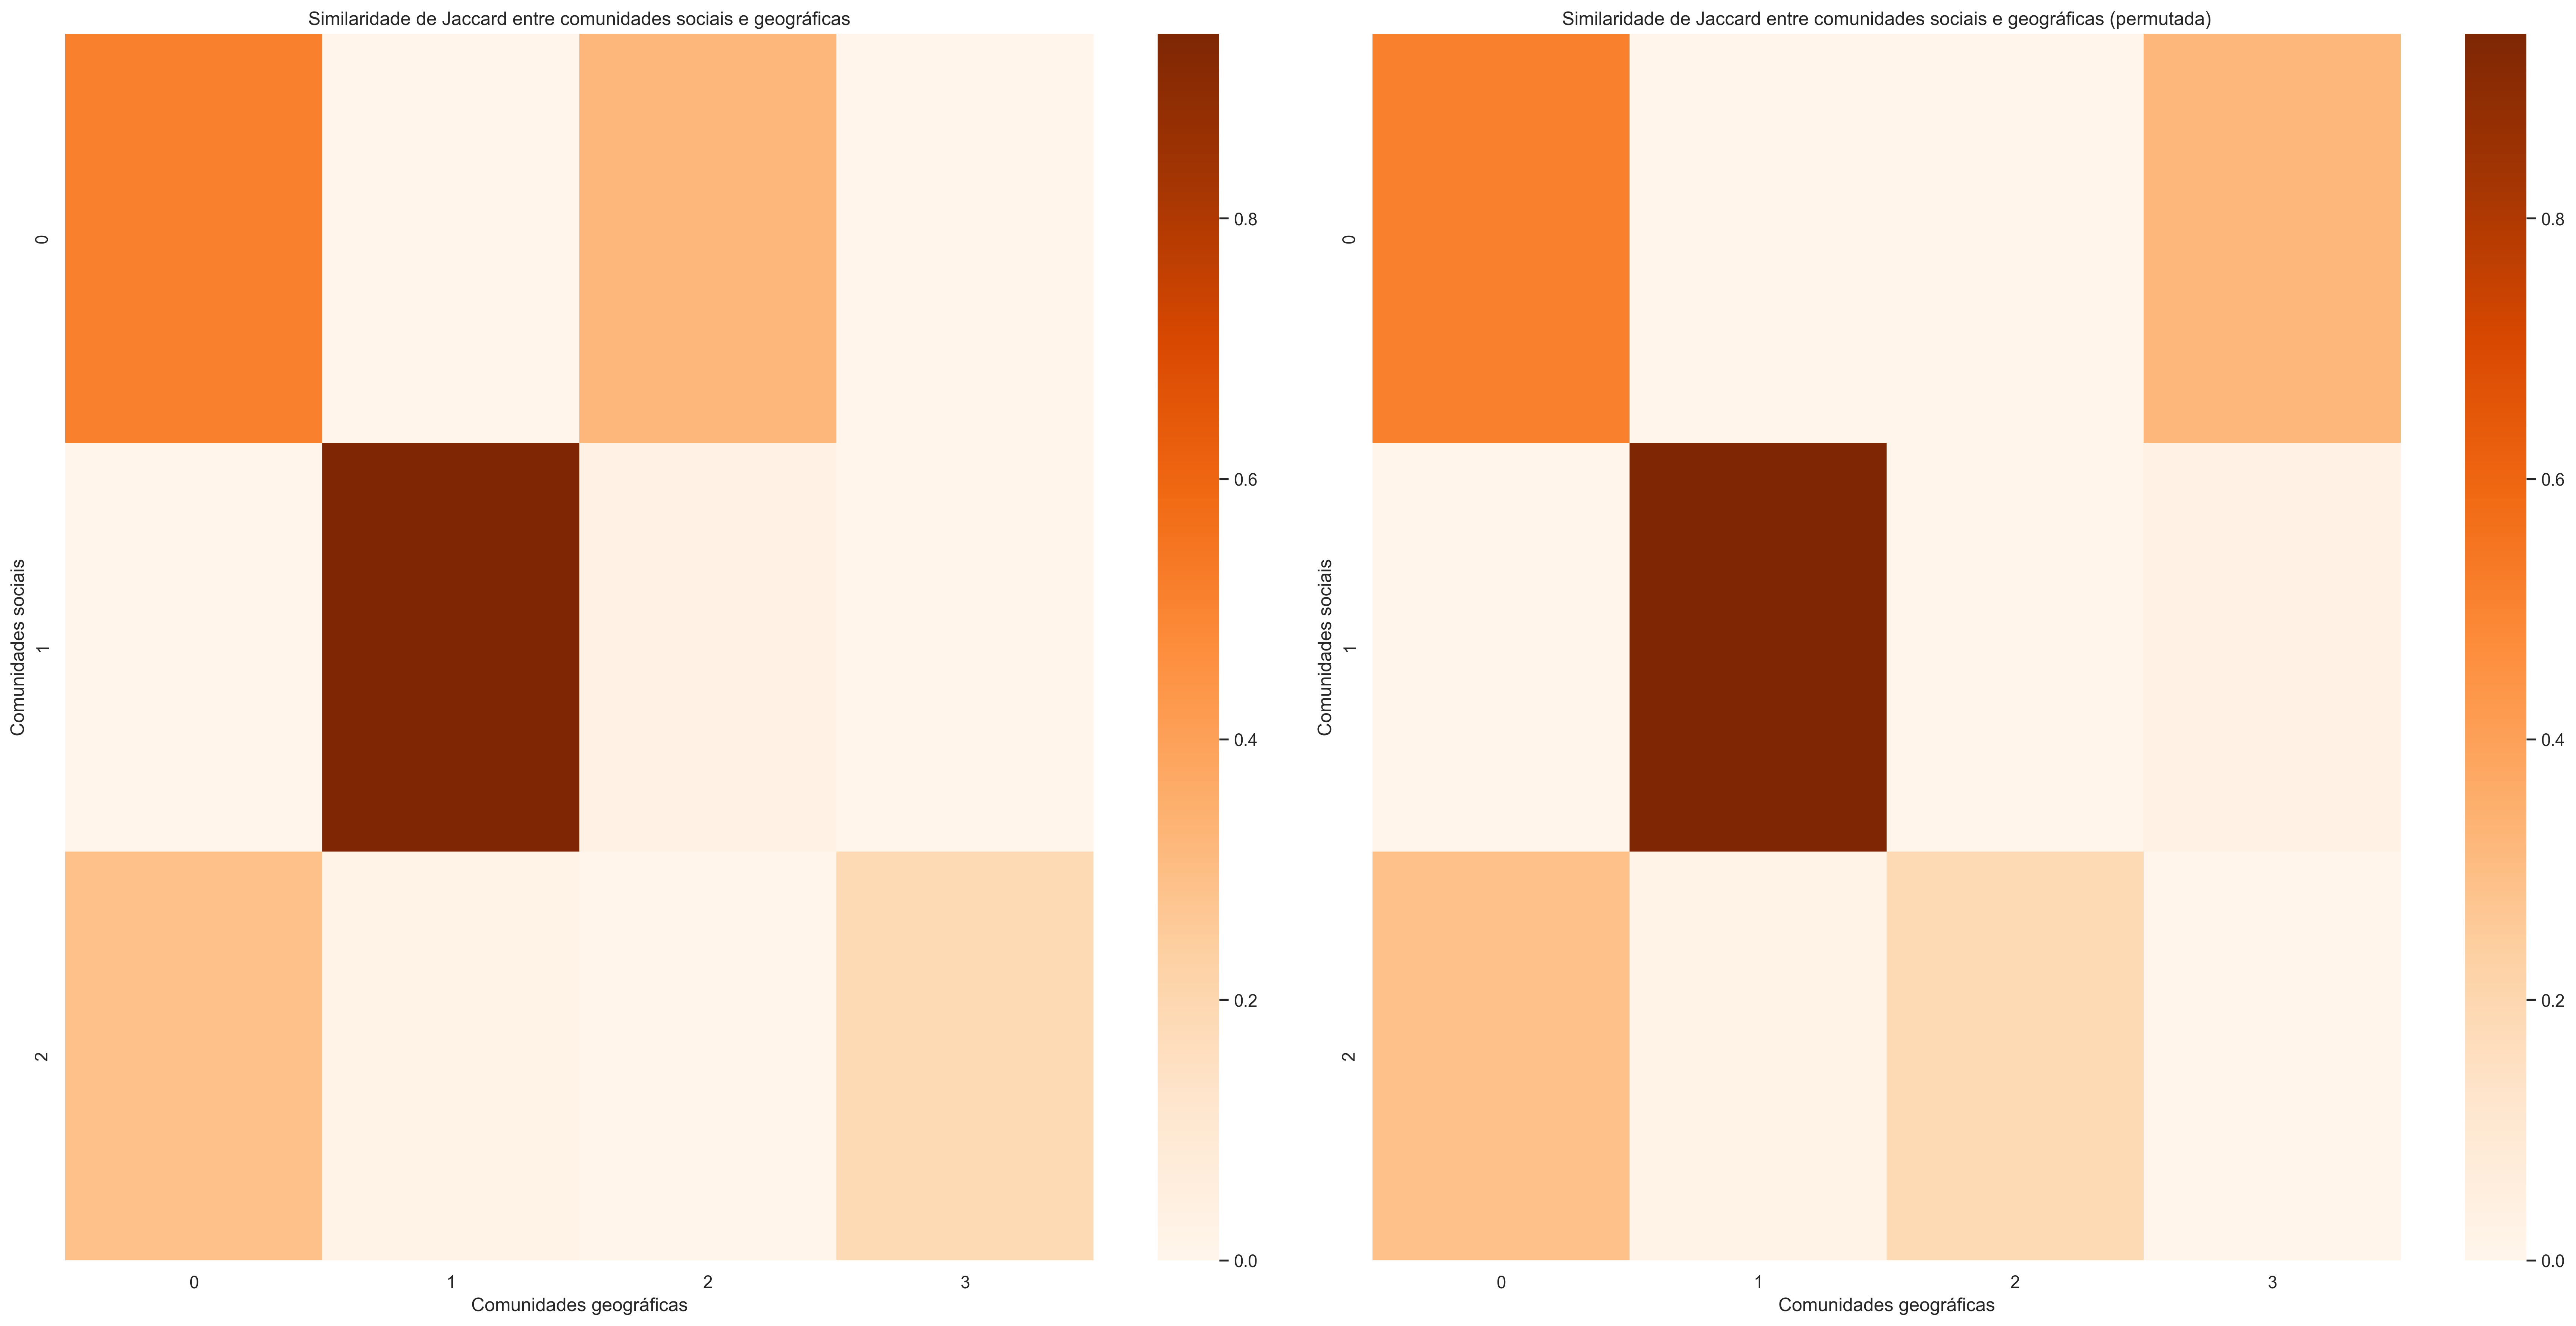 Similaridade de Jaccard entre comunidades sociais e geográficas
0
1
2
Comunidades sociais
0 1 2 3
Comunidades geográficas
0.8
0.6
0.4
0.2
0.0
Similaridade de Jaccard entre comunidades sociais e geográficas (permutada)
0
1
2
Comunidades sociais
0 1 2 3
Comunidades geográficas
0.8
0.6
0.4
0.2
0.0